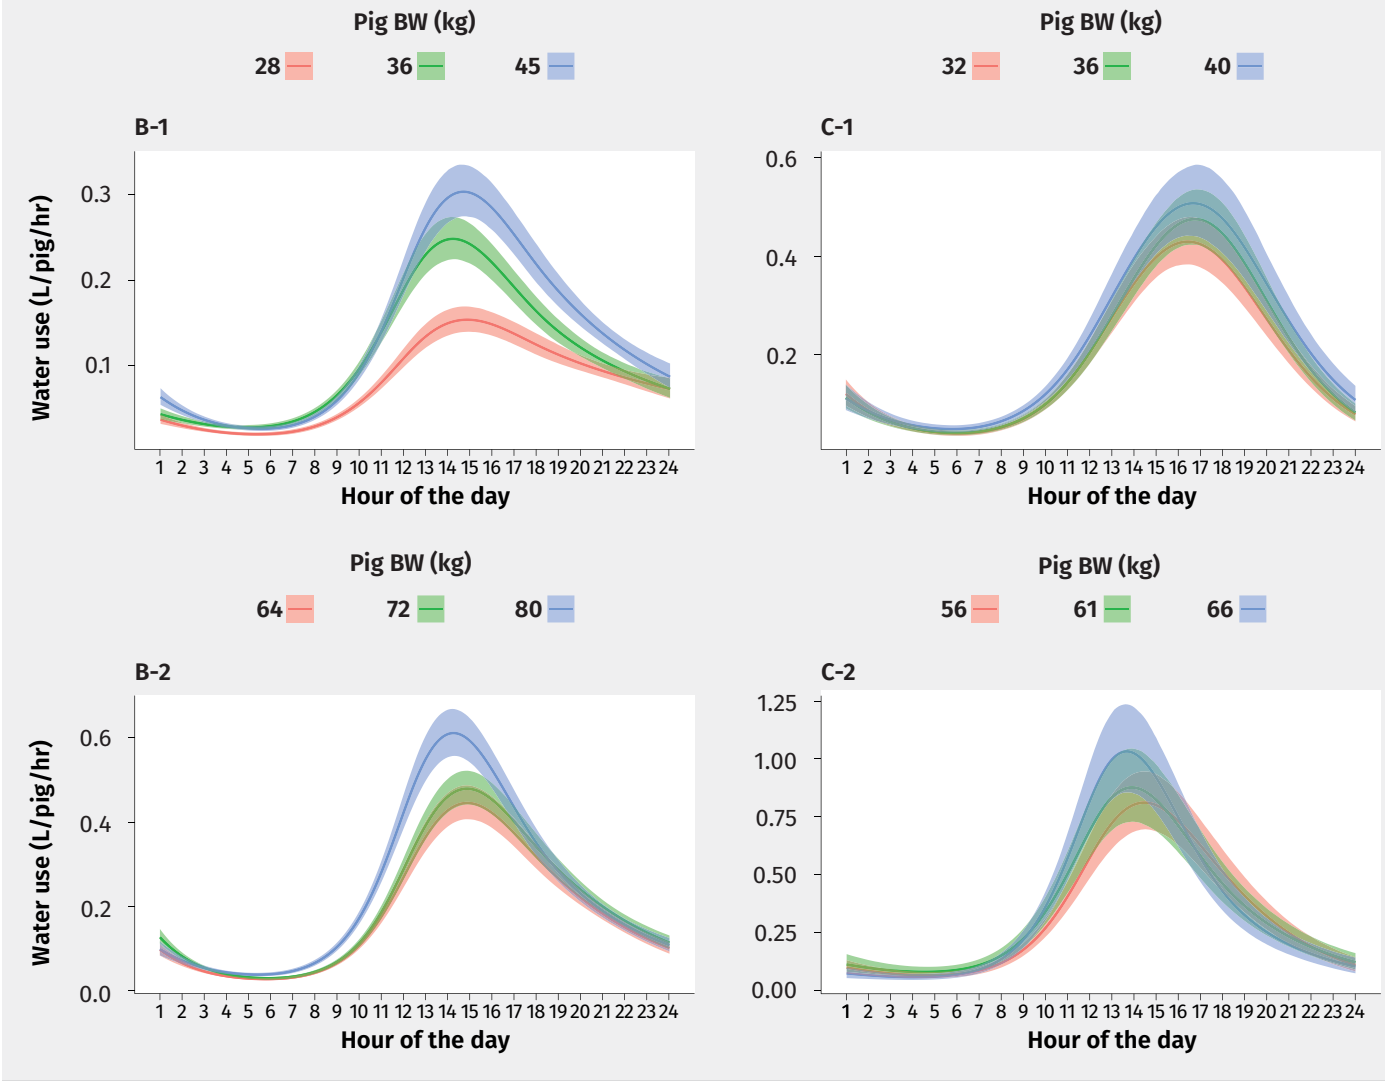 Pig BW (kg)
28 36 45
B-1
Water use (L/pig/hr)
0.3
0.2
0.1
1 2 3 4 5 6 7 8 9 10 11 12 13 14 15 16 17 18 19 20 21 22 23 24
Hour of the day
Pig BW (kg)
32 36 40
C-1
0.6
0.4
0.2
1 2 3 4 5 6 7 8 9 10 11 12 13 14 15 16 17 18 19 20 21 22 23 24
Hour of the day
Pig BW (kg)
64 72 80
B-2
Water use (L/pig/hr)
0.6
0.4
0.2
0.0
1 2 3 4 5 6 7 8 9 10 11 12 13 14 15 16 17 18 19 20 21 22 23 24
Hour of the day
Pig BW (kg)
56 61 66
C-2
1.25
1.00
0.75
0.50
0.25
0.00
1 2 3 4 5 6 7 8 9 10 11 12 13 14 15 16 17 18 19 20 21 22 23 24
Hour of the day